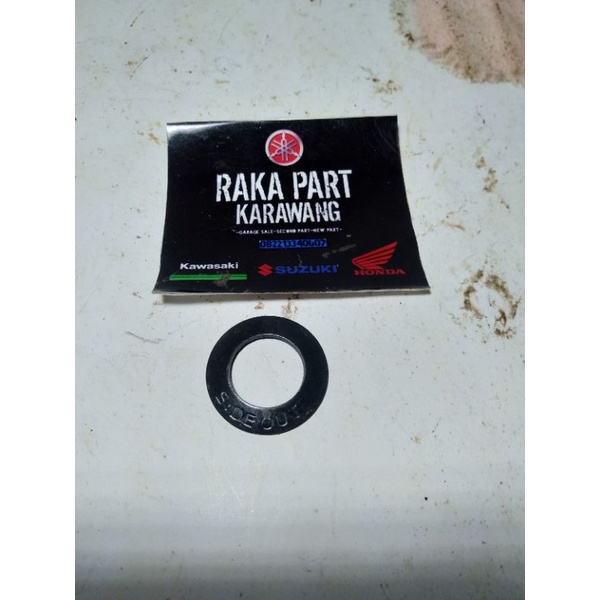 RAKA PART
KARAWANG
-GARAGE SALE-SECOND PART-NEW PART-
Kawasaki
SUZUKI
HONDA
SIDE OUT